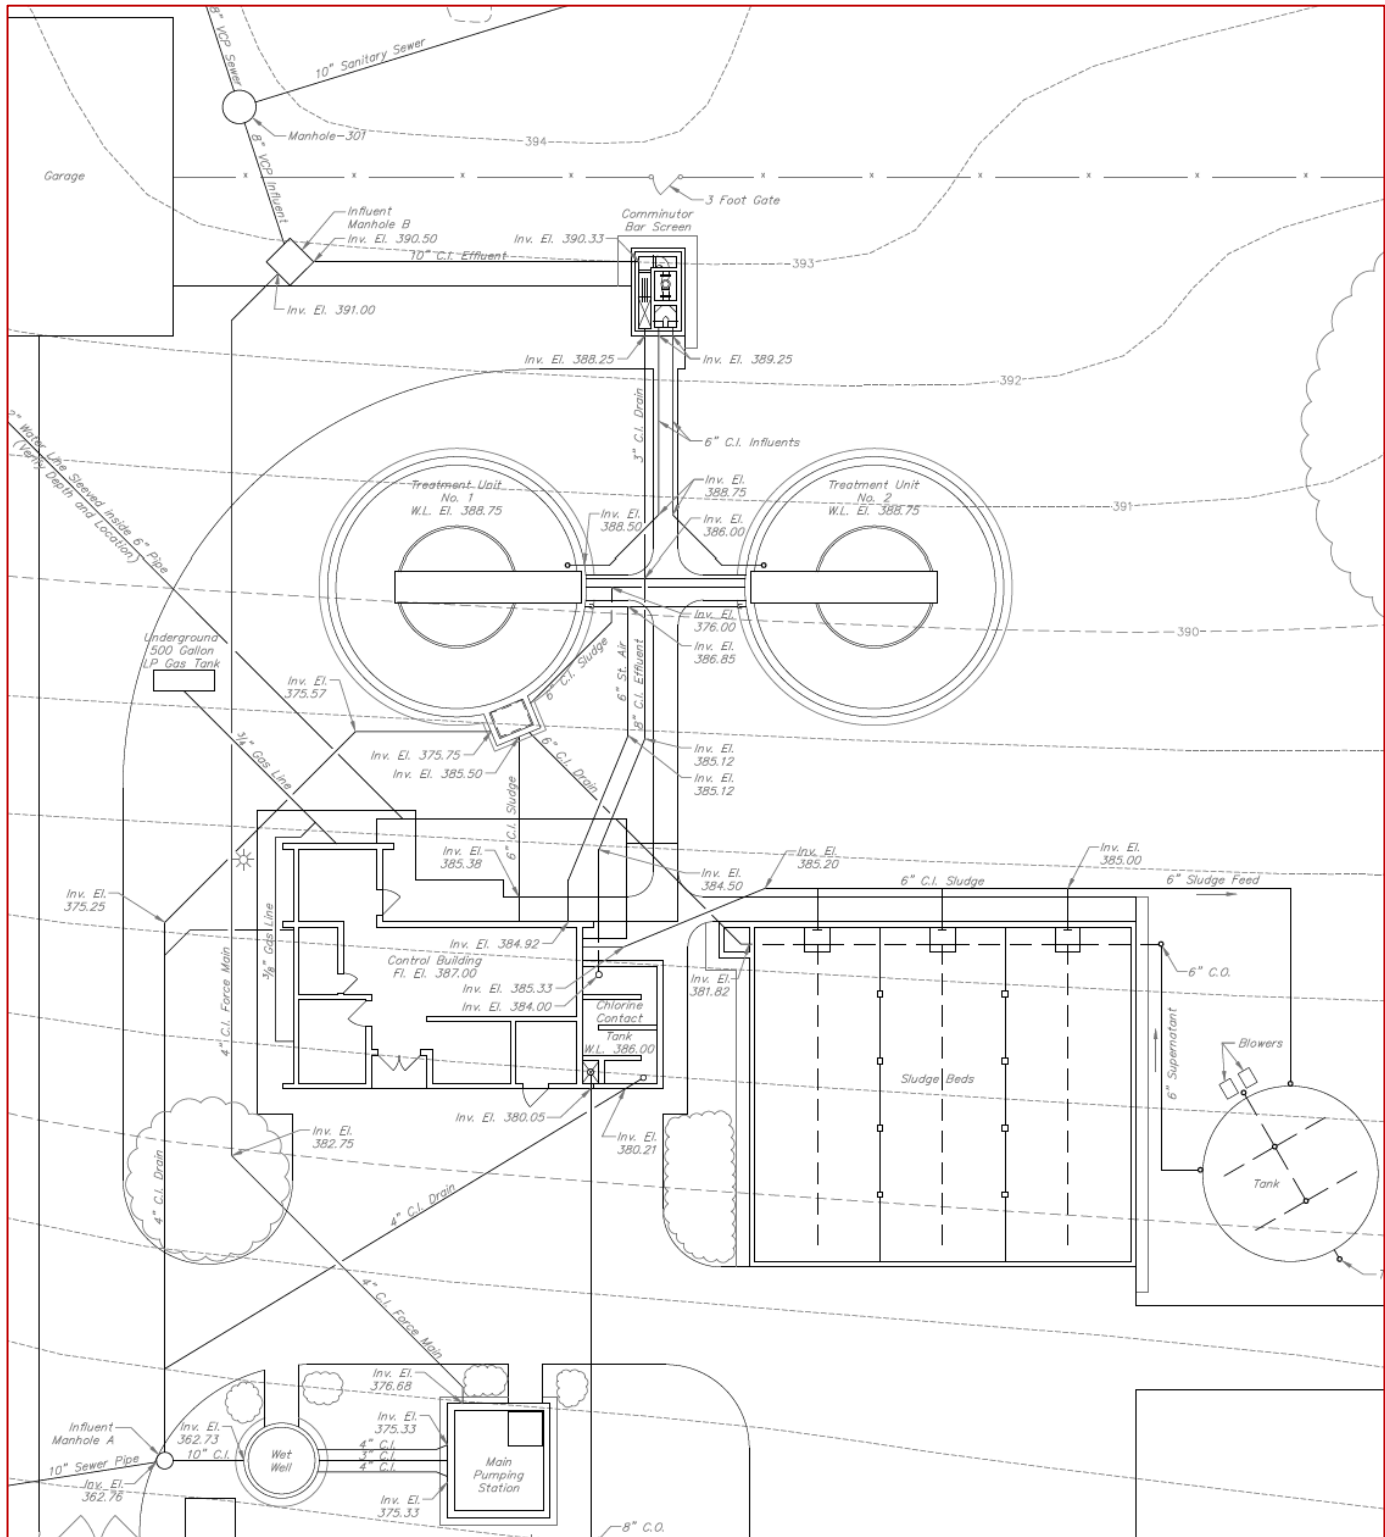 8" VCP Sewer
10" Sanitary Sewer
Manhole-301
394
8" VCP Influent
Garage
x x x x x x x x x x
3 Foot Gate
Influent
Manhole B
Inv. El. 390.50
Comminutor
Bar Screen
Inv. El. 390.33
10" C.I. Effluent
393
Inv. El. 391.00
Inv. El. 388.25
Inv. El. 389.25
392
2" Water Line Sleeved inside 6" Pipe
(Verify Depth and Location)
3" C.I. Drain
6" C.I. Influents
Treatment Unit
No. 1
W.L. El. 388.75
Inv. El.
388.75
Treatment Unit
No. 2
W.L. El. 388.75
Inv. El.
388.50
Inv. El.
386.00
391
Inv. El.
376.00
390
Inv. El.
386.85
Underground
500 Gallon
LP Gas Tank
6" C.I. Sludge
6" St. Air
8" C.I. Effluent
Inv. El.
375.57
3/4" Gas Line
Inv. El. 375.75
Inv. El. 385.50
6" C.I. Drain
Inv. El.
385.12
Inv. El.
385.12
6" C.I. Sludge
Inv. El.
385.38
Inv. El.
385.20
Inv. El.
385.00
Inv. El.
384.50
6" C.I. Sludge
6" Sludge Feed
Inv. El.
375.25
3/8" Gas Line
Inv. El. 384.92
Control Building
Fl. El. 387.00
Inv. El. 385.33
Inv. El. 384.00
Inv. El.
381.82
6" C.O.
4" C.I. Force Main
Chlorine
Contact
Tank
W.L. 386.00
6" Supernatant
Blowers
Sludge Beds
Inv. El. 380.05
Inv. El.
380.21
Inv. El.
382.75
Tank
4" C.I. Drain
4" C.I. Drain
T
4" C.I. Force Main
Inv. El.
376.68
Influent
Manhole A
Inv. El.
362.73
Inv. El.
375.33
10" Sewer Pipe
10" C.I.
Wet
Well
4" C.I.
3" C.I.
4" C.I.
Main
Pumping
Station
Inv. El.
362.76
Inv. El.
375.33
8" C.O.